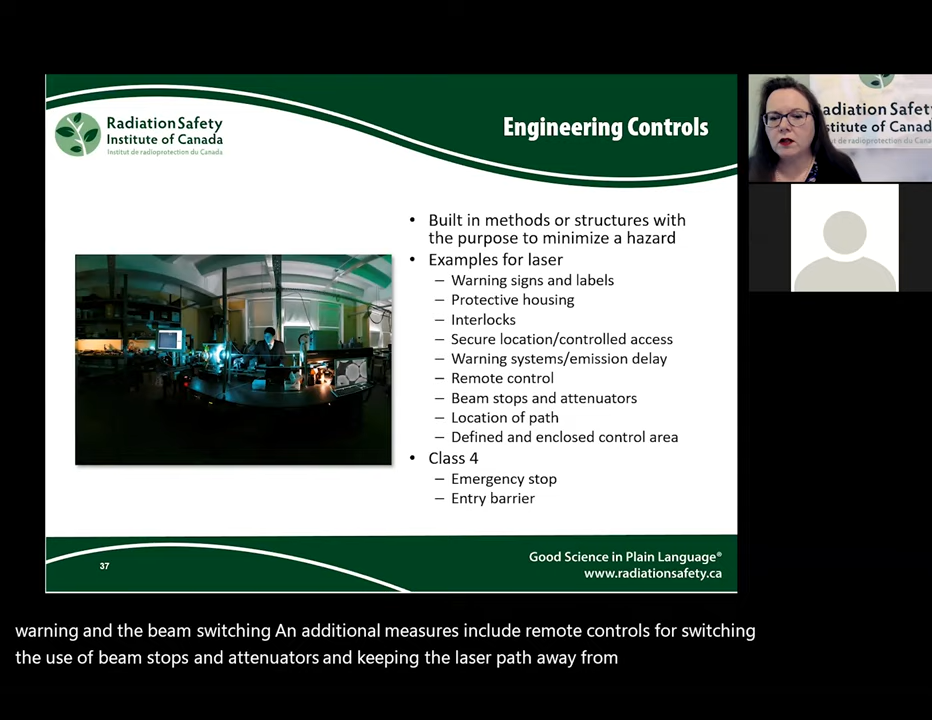 Radiation Safety
Institute of Canada
Institut de radioprotection du Canada
Engineering Controls
• Built in methods or structures with
the purpose to minimize a hazard
• Examples for laser
– Warning signs and labels
– Protective housing
– Interlocks
– Secure location/controlled access
– Warning systems/emission delay
– Remote control
– Beam stops and attenuators
– Location of path
– Defined and enclosed control area
• Class 4
– Emergency stop
– Entry barrier
37
Good Science in Plain Language®
www.radiationsafety.ca
adiation Safet
titute of Canad
ut de radioprotection du Cana
warning and the beam switching An additional measures include remote controls for switching
the use of beam stops and attenuators and keeping the laser path away from